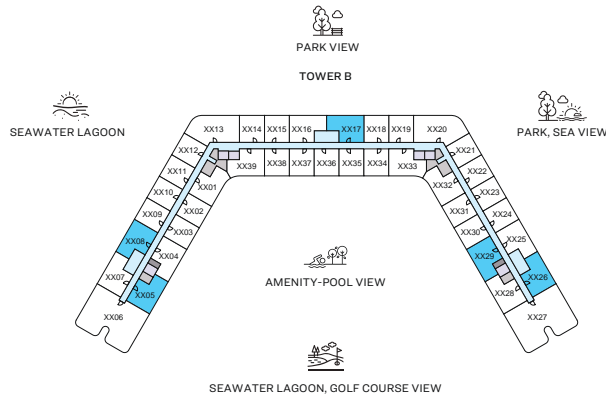 PARK VIEW
TOWER B
SEAWATER LAGOON
PARK, SEA VIEW
XX13
XX14
XX15
XX16
XX17
XX18
XX19
XX20
XX12
XX39
XX38
XX37
XX36
XX35
XX34
XX33
XX21
XX11
XX01
XX32
XX22
XX10
XX02
XX31
XX23
XX09
XX03
XX30
XX24
XX08
XX04
XX29
XX25
XX07
XX05
XX28
XX26
XX06
XX27
AMENITY-POOL VIEW
SEAWATER LAGOON, GOLF COURSE VIEW